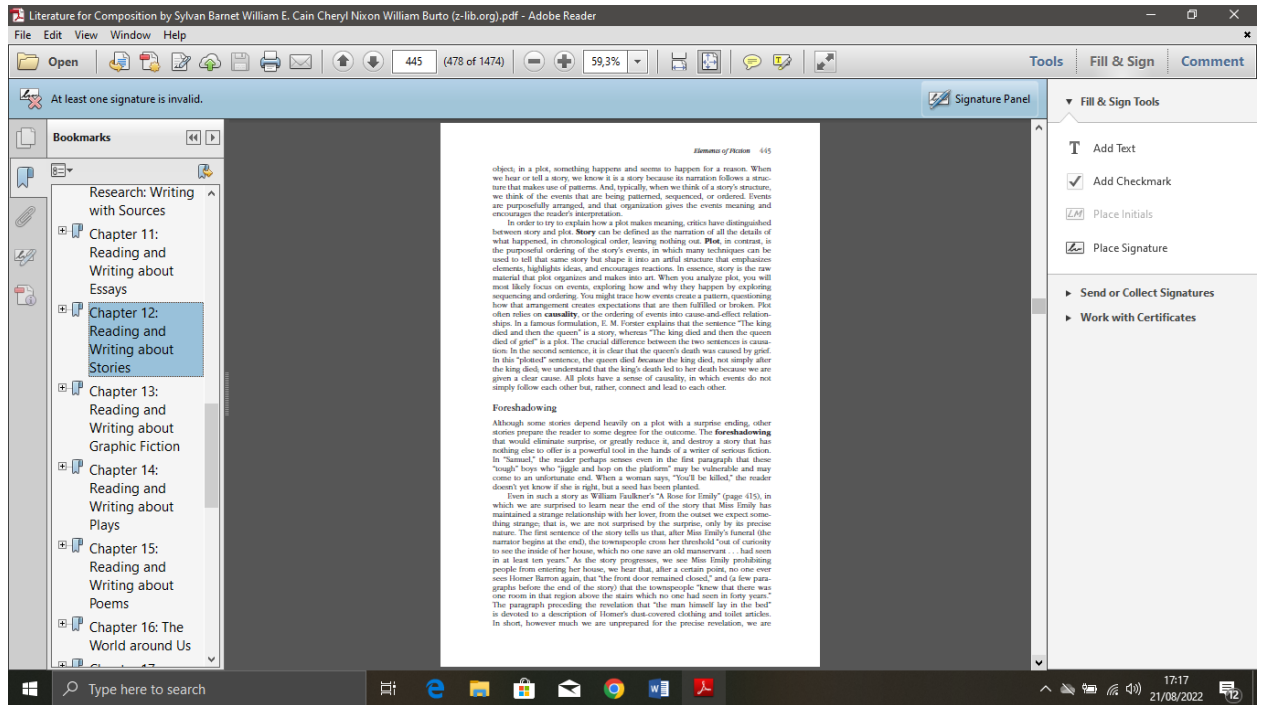 Literature for Composition by Sylvan Barnet William E. Cain Cheryl Nixon William Burto (z-lib.org).pdf - Adobe Reader
File Edit View Window Help
Open 445 (478 of 1474) 59,3% Tools Fill & Sign Comment
At least one signature is invalid. Signature Panel
Bookmarks
Research: Writing
with Sources
Chapter 11:
Reading and
Writing about
Essays
Chapter 12:
Reading and
Writing about
Stories
Chapter 13:
Reading and
Writing about
Graphic Fiction
Chapter 14:
Reading and
Writing about
Plays
Chapter 15:
Reading and
Writing about
Poems
Chapter 16: The
World around Us
Elements of Fiction 445
object; in a plot, something happens and seems to happen for a reason. When
we hear or tell a story, we know it is a story because its narration follows a struc-
ture that makes use of patterns. And, typically, when we think of a story's structure,
we think of the events that are being patterned, sequenced, or ordered. Events
are purposefully arranged, and that organization gives the events meaning and
encourages the reader's interpretation.
In order to try to explain how a plot makes meaning, critics have distinguished
between story and plot. Story can be defined as the narration of all the details of
what happened, in chronological order, leaving nothing out. Plot, in contrast, is
the purposeful ordering of the story's events, in which many techniques can be
used to tell that same story but shape it into an artful structure that emphasizes
elements, highlights ideas, and encourages reactions. In essence, story is the raw
material that plot organizes and makes into art. When you analyze plot, you will
most likely focus on events, exploring how and why they happen by exploring
sequencing and ordering. You might trace how events create a pattern, questioning
how that arrangement creates expectations that are then fulfilled or broken. Plot
often relies on causality, or the ordering of events into cause-and-effect relation-
ships. In a famous formulation, E. M. Forster explains that the sentence "The king
died and then the queen" is a story, whereas "The king died and then the queen
died of grief" is a plot. The crucial difference between the two sentences is causa-
tion. In the second sentence, it is clear that the queen's death was caused by grief.
In this "plotted" sentence, the queen died because the king died, not simply after
the king died; we understand that the king's death led to her death because we are
given a clear cause. All plots have a sense of causality, in which events do not
simply follow each other but, rather, connect and lead to each other.
Foreshadowing
Although some stories depend heavily on a plot with a surprise ending, other
stories prepare the reader to some degree for the outcome. The foreshadowing
that would eliminate surprise, or greatly reduce it, and destroy a story that has
nothing else to offer is a powerful tool in the hands of a writer of serious fiction.
In "Samuel," the reader perhaps senses even in the first paragraph that these
"tough" boys who "jiggle and hop on the platform" may be vulnerable and may
come to an unfortunate end. When a woman says, "You'll be killed," the reader
doesn't yet know if she is right, but a seed has been planted.
Even in such a story as William Faulkner's "A Rose for Emily" (page 415), in
which we are surprised to learn near the end of the story that Miss Emily has
maintained a strange relationship with her lover, from the outset we expect some-
thing strange; that is, we are not surprised by the surprise, only by its precise
nature. The first sentence of the story tells us that, after Miss Emily's funeral (the
narrator begins at the end), the townspeople cross her threshold "out of curiosity
to see the inside of her house, which no one save an old manservant . . . had seen
in at least ten years." As the story progresses, we see Miss Emily prohibiting
people from entering her house, we hear that, after a certain point, no one ever
sees Homer Barron again, that "the front door remained closed," and (a few para-
graphs before the end of the story) that the townspeople "knew that there was
one room in that region above the stairs which no one had seen in forty years."
The paragraph preceding the revelation that "the man himself lay in the bed"
is devoted to a description of Homer's dust-covered clothing and toilet articles.
In short, however much we are unprepared for the precise revelation, we are
Fill & Sign Tools
Add Text
Add Checkmark
Place Initials
Place Signature
Send or Collect Signatures
Work with Certificates
Type here to search
17:17
21/08/2022
12